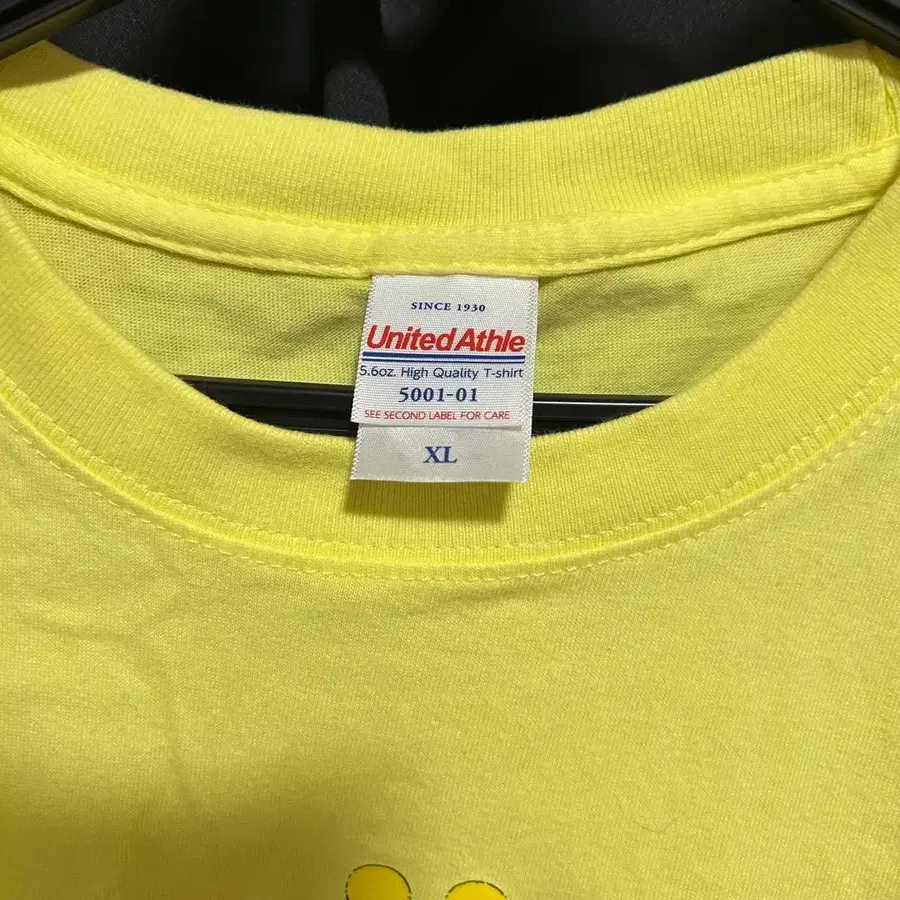 SINCE 1930
United Athle
5.6oz. High Quality T-shirt
5001-01
SEE SECOND LABEL FOR CARE
XL